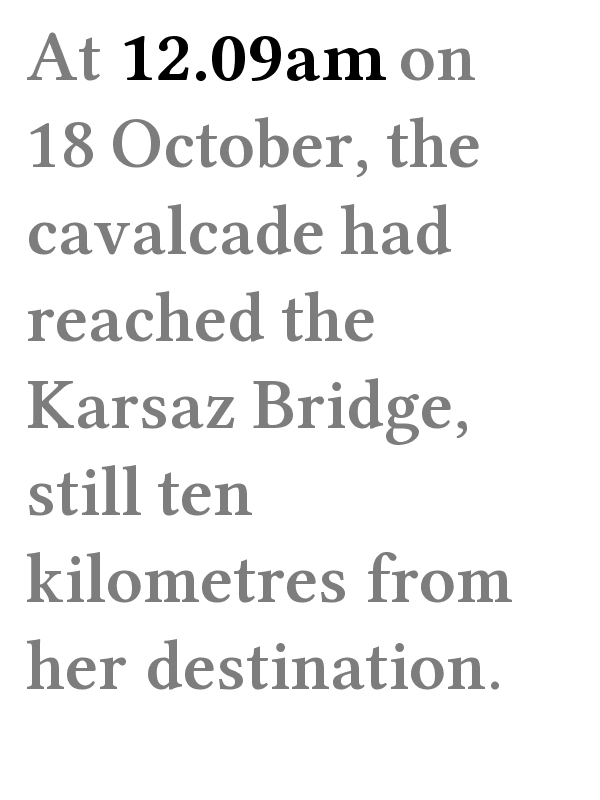 At 12.09am on
18 October, the
cavalcade had
reached the
Karsaz Bridge,
still ten
kilometres from
her destination.